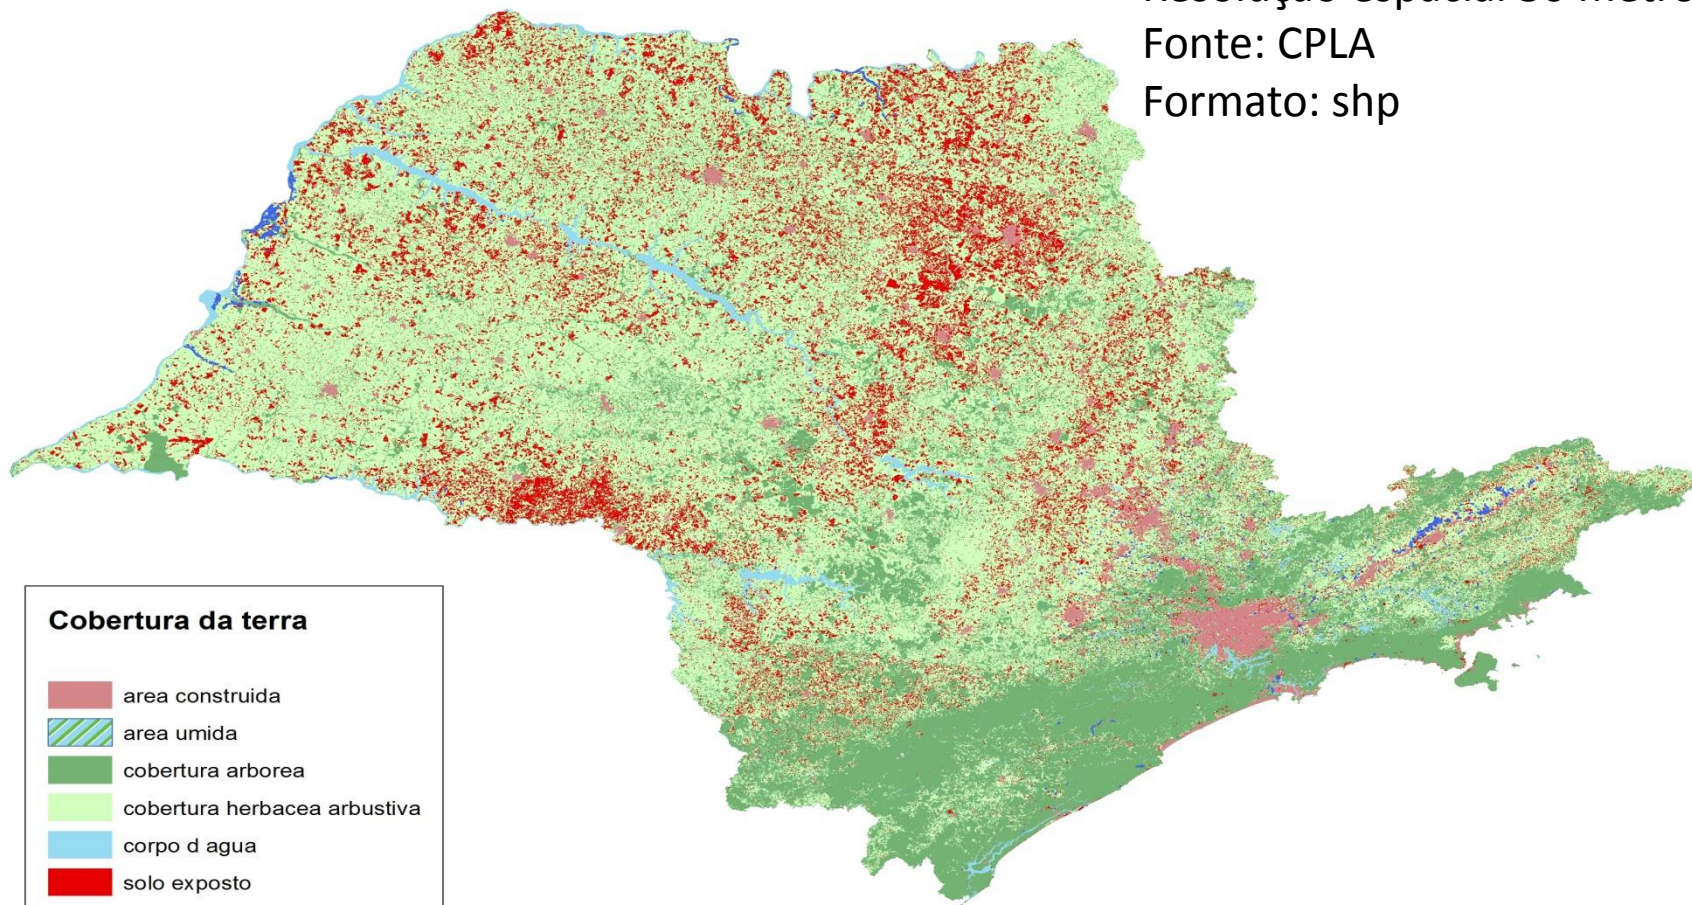 Fonte: CPLA
Formato: shp
Cobertura da terra
area construida
area umida
cobertura arborea
cobertura herbacea arbustiva
corpo d agua
solo exposto